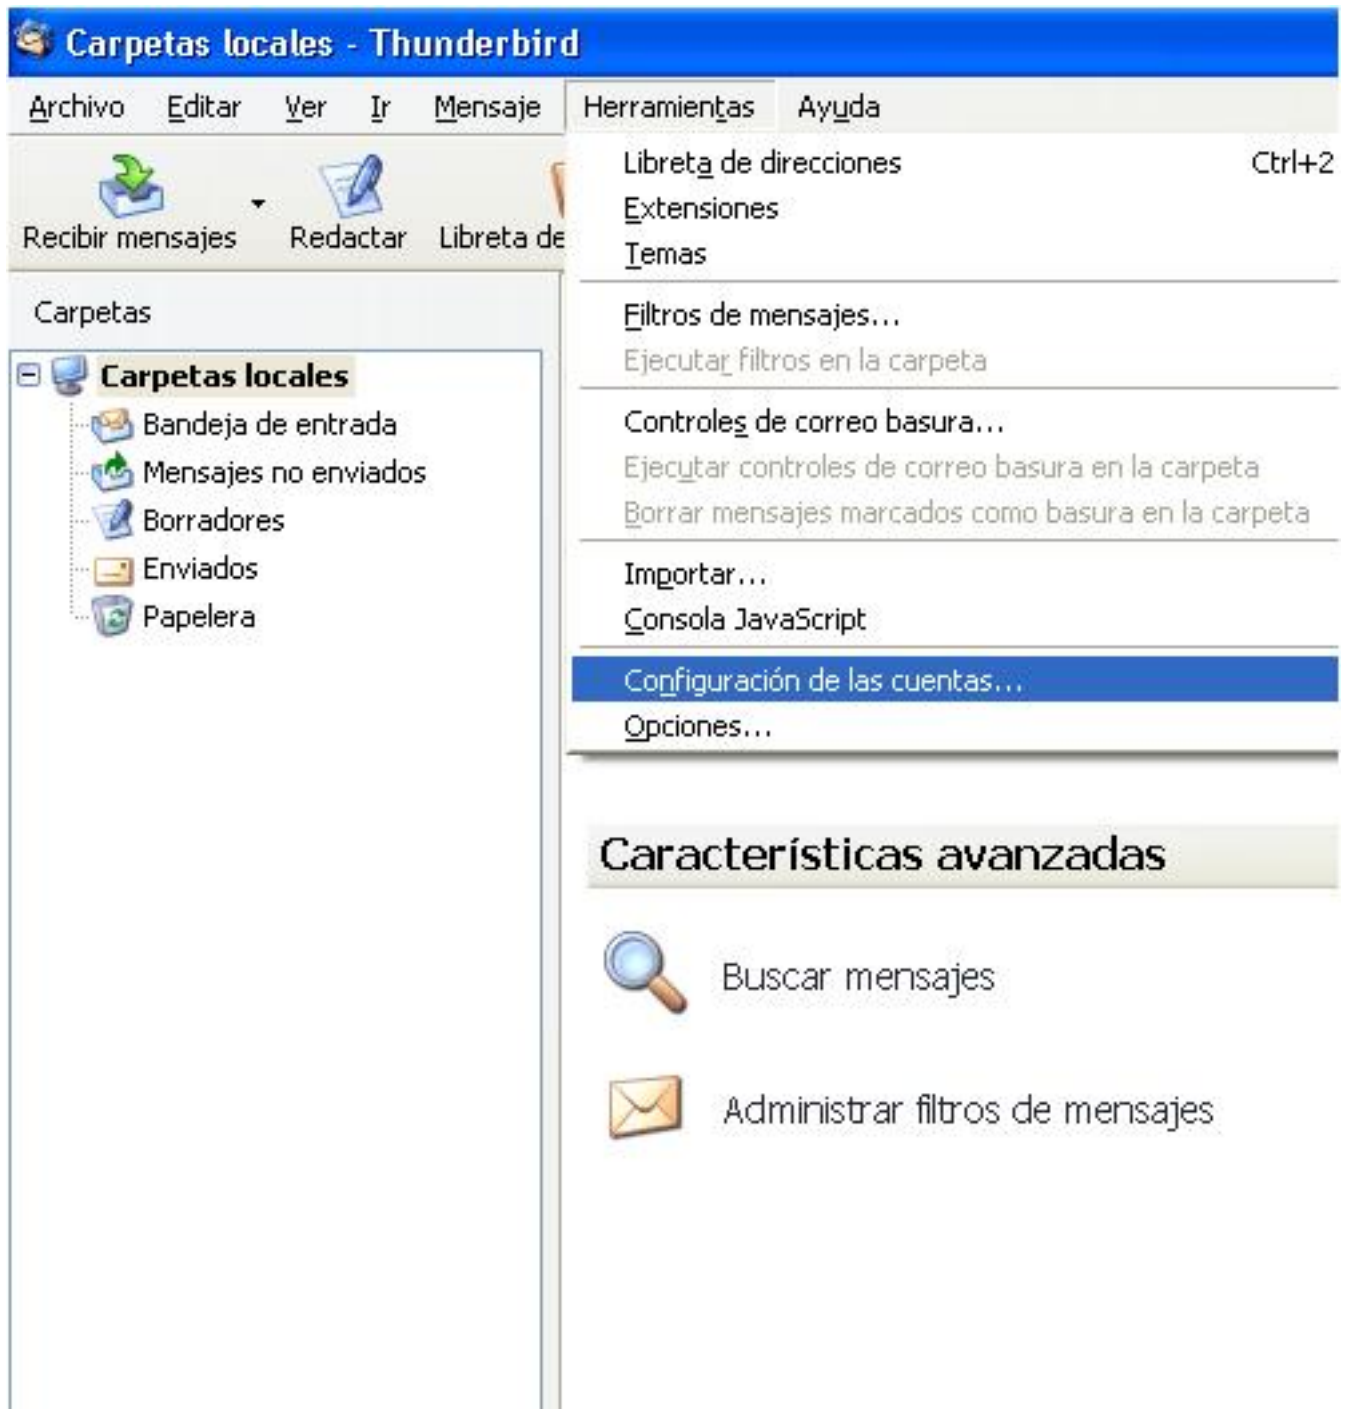 Carpetas locales - Thunderbird
Archivo Editar Ver Ir Mensaje Herramientas Ayuda
Recibir mensajes Redactar Libreta de
Libreta de direcciones Ctrl+2
Extensiones
Temas
Filtros de mensajes...
Ejecutar filtros en la carpeta
Controles de correo basura...
Ejecutar controles de correo basura en la carpeta
Borrar mensajes marcados como basura en la carpeta
Importar...
Consola JavaScript
Configuración de las cuentas...
Opciones...
Carpetas
Carpetas locales
Bandeja de entrada
Mensajes no enviados
Borradores
Enviados
Papelera
Características avanzadas
Buscar mensajes
Administrar filtros de mensajes